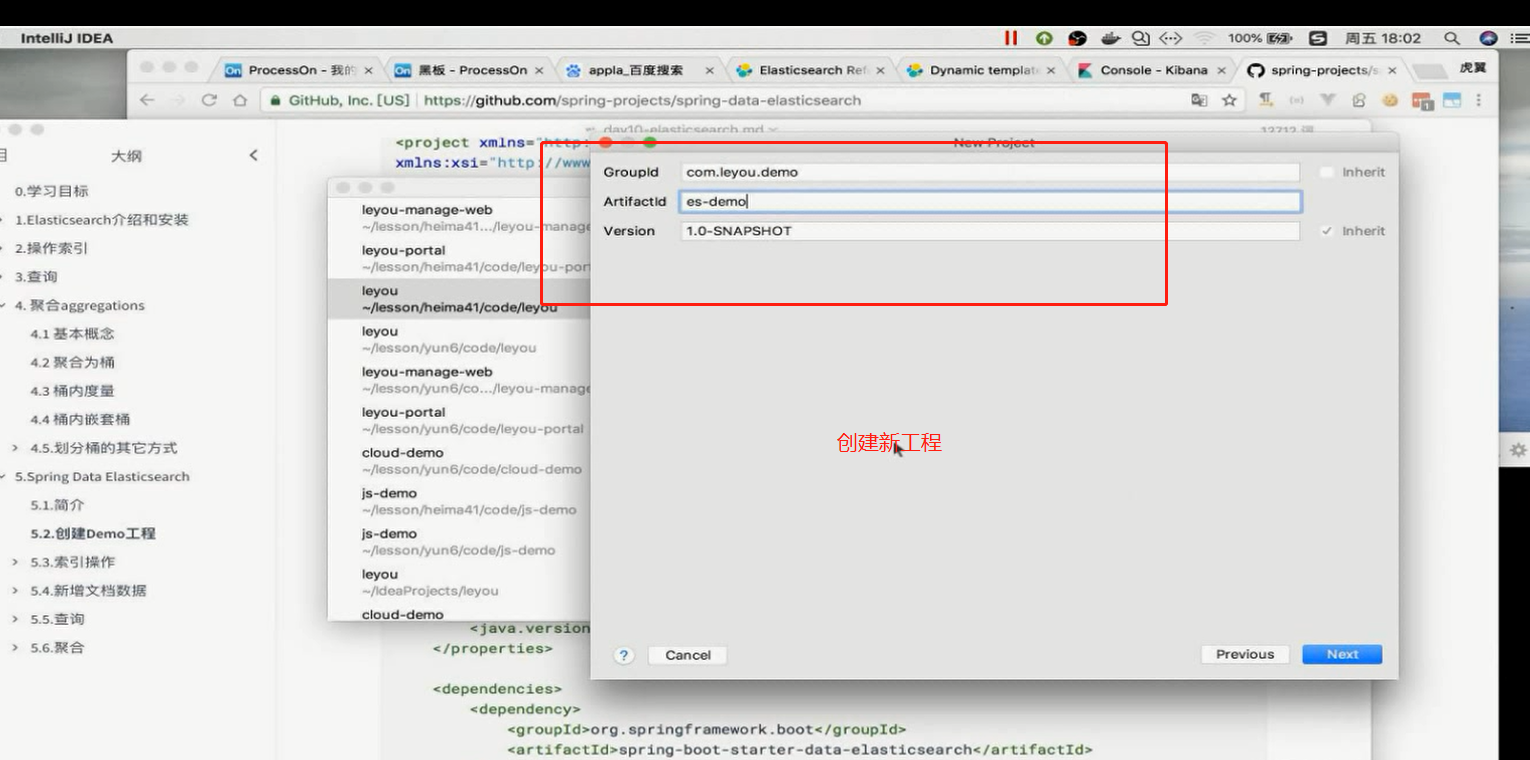 IntelliJ IDEA
100%
周五 18:02
ProcessOn - 我的
黑板 - ProcessOn
appla_百度搜索
Elasticsearch Ref
Dynamic templat
Console - Kibana
spring-projects/s
虎翼
GitHub, Inc. [US]
https://github.com/spring-projects/spring-data-elasticsearch
day10-elasticsearch.md
12712 词
大纲
0.学习目标
1.Elasticsearch介绍和安装
2.操作索引
3.查询
4. 聚合aggregations
4.1 基本概念
4.2 聚合为桶
4.3 桶内度量
4.4 桶内嵌套桶
4.5.划分桶的其它方式
5.Spring Data Elasticsearch
5.1.简介
5.2.创建Demo工程
5.3.索引操作
5.4.新增文档数据
5.5.查询
5.6.聚合
<project xmlns="http:
xmlns:xsi="http://www
leyou-manage-web
~/lesson/heima41.../leyou-manage
leyou-portal
~/lesson/heima41/code/leyou-port
leyou
~/lesson/heima41/code/leyou
leyou
~/lesson/yun6/code/leyou
leyou-manage-web
~/lesson/yun6/co.../leyou-manage
leyou-portal
~/lesson/yun6/code/leyou-portal
cloud-demo
~/lesson/yun6/code/cloud-demo
js-demo
~/lesson/heima41/code/js-demo
js-demo
~/lesson/yun6/code/js-demo
leyou
~/IdeaProjects/leyou
cloud-demo
New Project
GroupId
com.leyou.demo
Inherit
ArtifactId
es-demo
Version
1.0-SNAPSHOT
Inherit
创建新工程
?
Cancel
Previous
Next
<java.version
</properties>
<dependencies>
<dependency>
<groupId>org.springframework.boot</groupId>
<artifactId>spring-boot-starter-data-elasticsearch</artifactId>